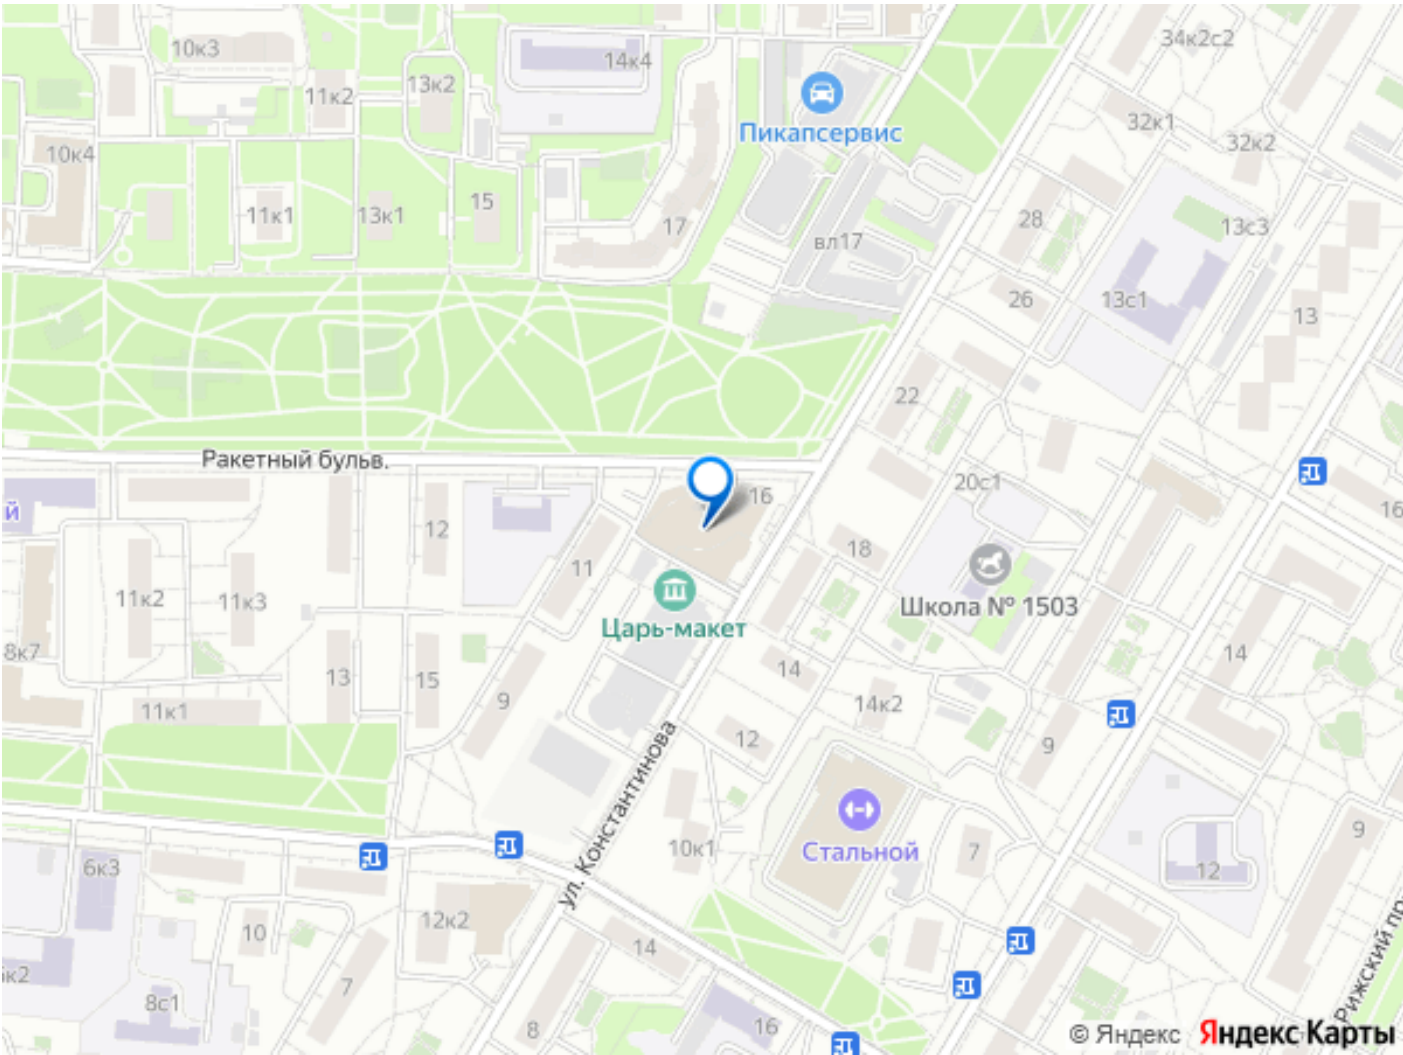 34к2с2
10к3
14к4
13к2
11к2
Пикапсервис
32к1
32к2
10к4
15
11к1
13к1
28
17
13с3
вл17
26
13с1
13
22
Ракетный бульв.
20с1
16
16
й
12
18
11
Школа № 1503
11к2
11к3
Царь-макет
8к7
14
14
13
15
9
14к2
11к1
12
9
ул. Константинова
9
10к1
Стальной
7
6к3
12
12к2
10
14
Рижский пр
7
8с1
8
16
© Яндекс Яндекс Карты